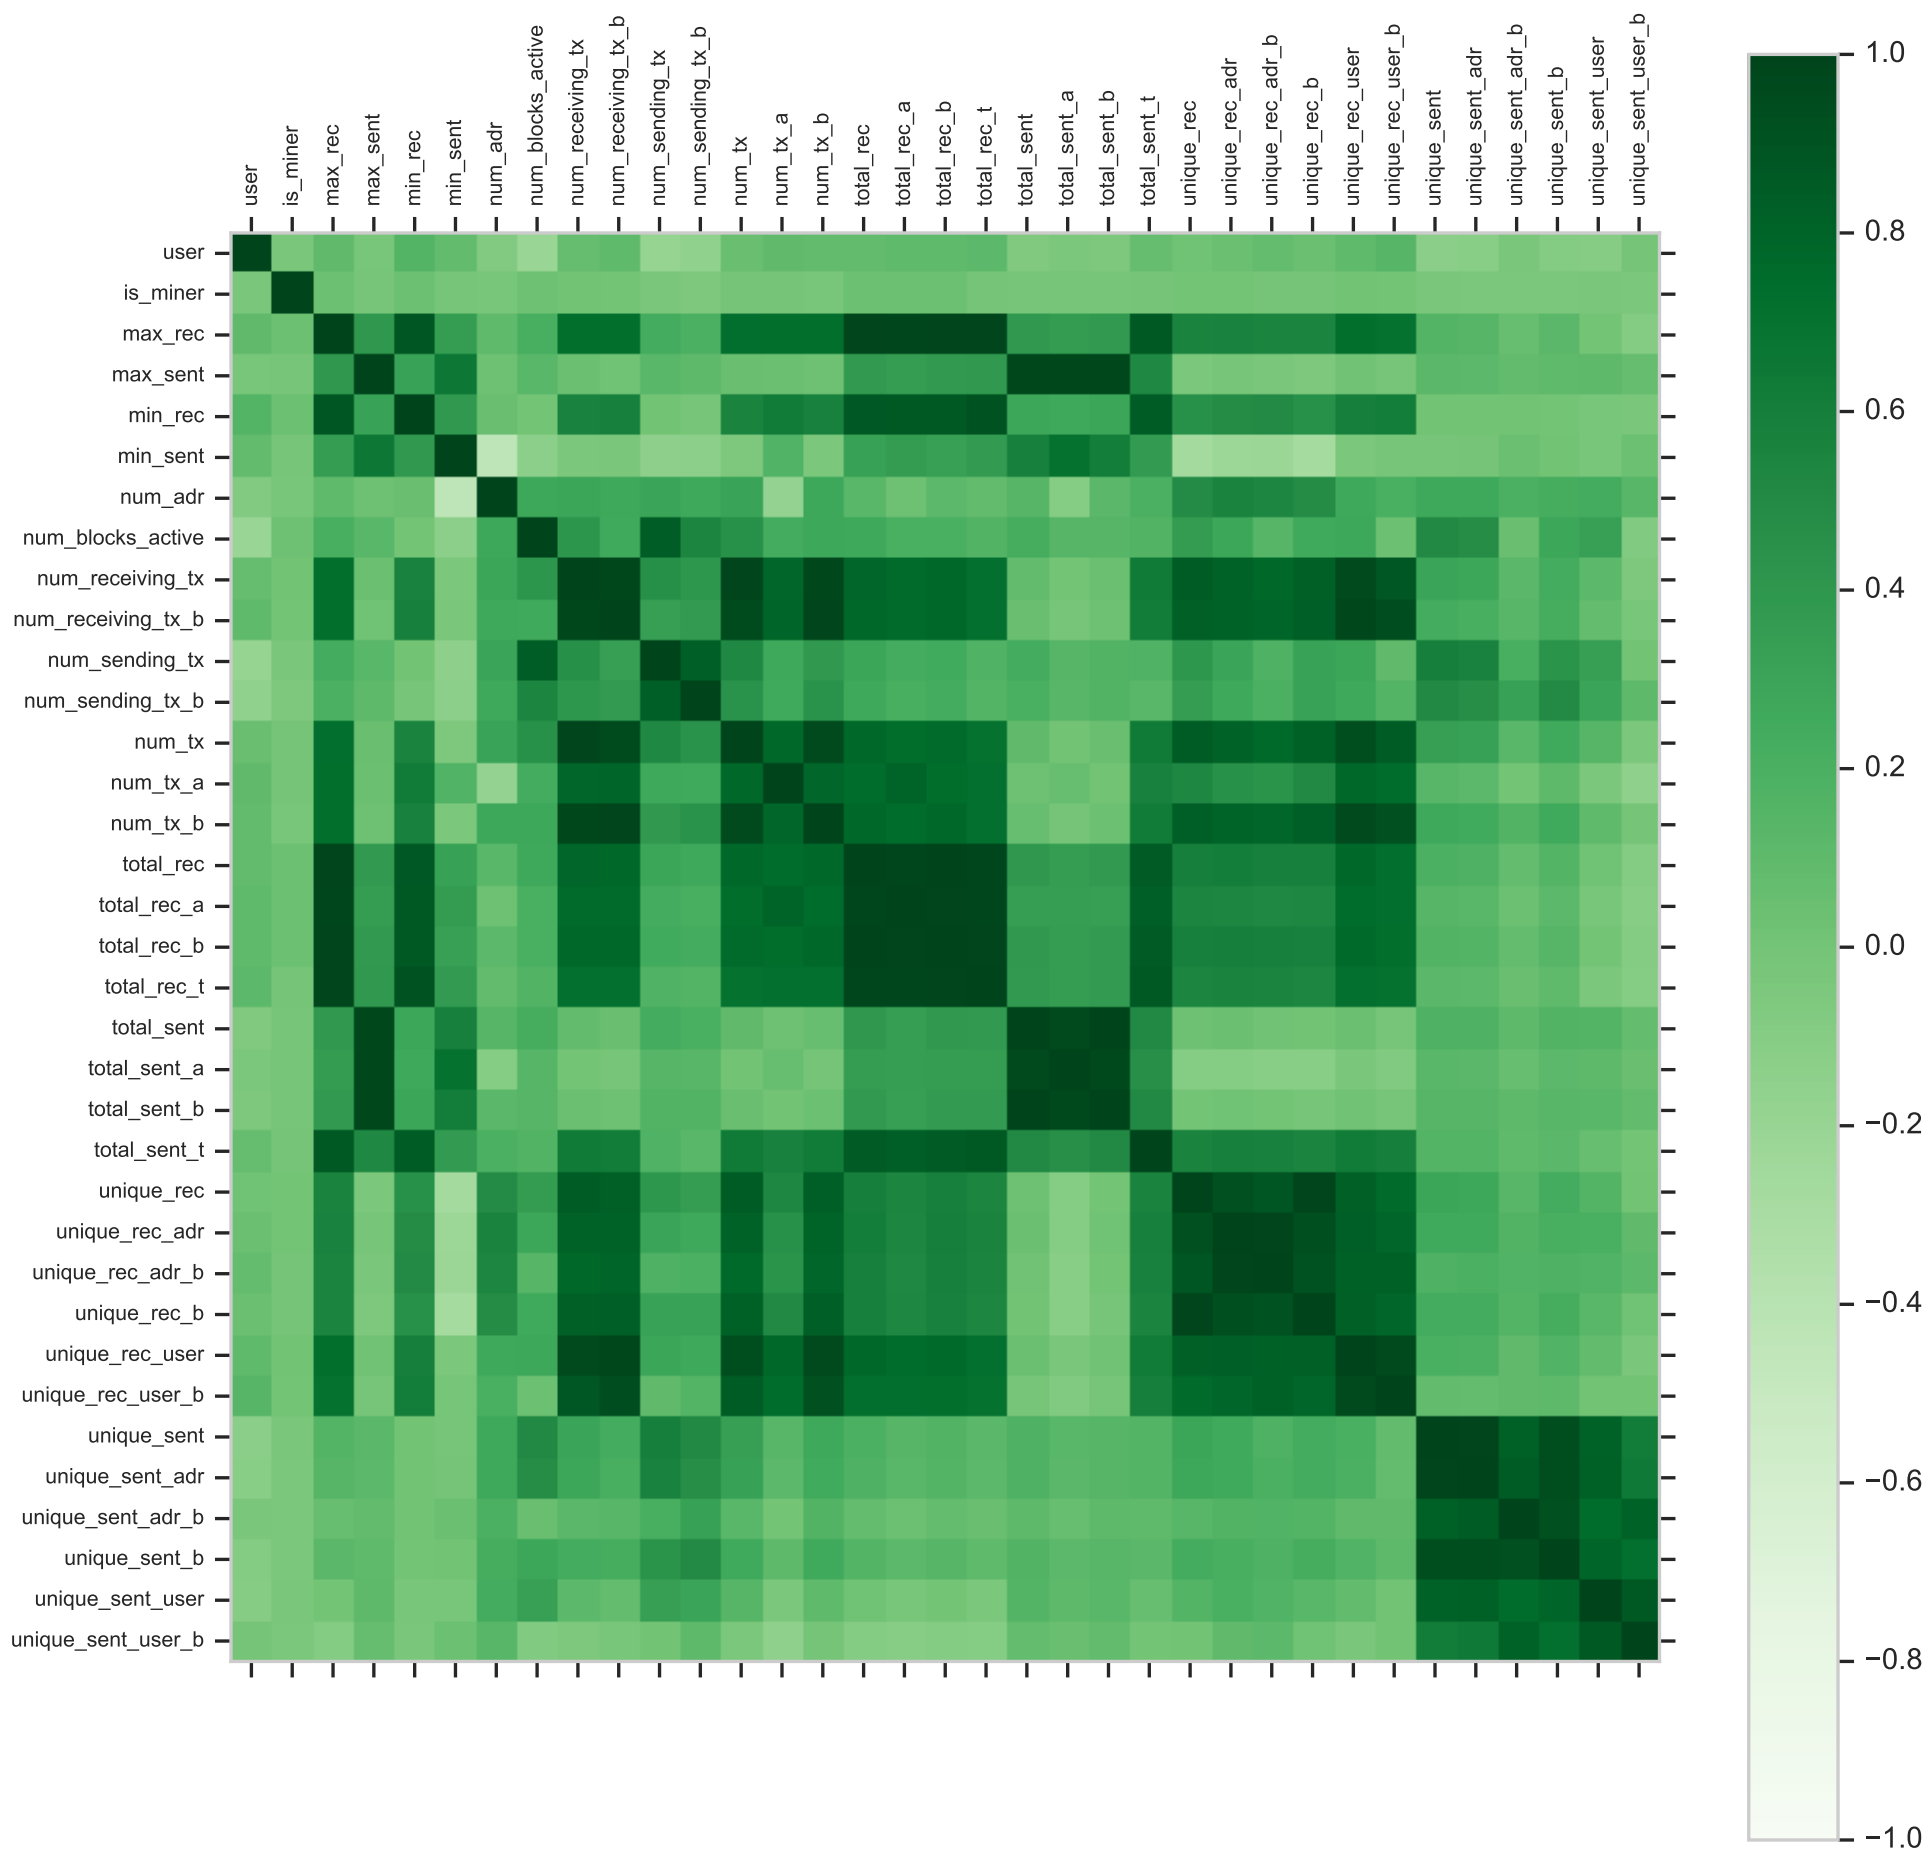 user
is_miner
max_rec
max_sent
min_rec
min_sent
num_adr
num_blocks_active
num_receiving_tx
num_receiving_tx_b
num_sending_tx
num_sending_tx_b
num_tx
num_tx_a
num_tx_b
total_rec
total_rec_a
total_rec_b
total_rec_t
total_sent
total_sent_a
total_sent_b
total_sent_t
unique_rec
unique_rec_adr
unique_rec_adr_b
unique_rec_b
unique_rec_user
unique_rec_user_b
unique_sent
unique_sent_adr
unique_sent_adr_b
unique_sent_b
unique_sent_user
unique_sent_user_b
user
is_miner
max_rec
max_sent
min_rec
min_sent
num_adr
num_blocks_active
num_receiving_tx
num_receiving_tx_b
num_sending_tx
num_sending_tx_b
num_tx
num_tx_a
num_tx_b
total_rec
total_rec_a
total_rec_b
total_rec_t
total_sent
total_sent_a
total_sent_b
total_sent_t
unique_rec
unique_rec_adr
unique_rec_adr_b
unique_rec_b
unique_rec_user
unique_rec_user_b
unique_sent
unique_sent_adr
unique_sent_adr_b
unique_sent_b
unique_sent_user
unique_sent_user_b
1.0
0.8
0.6
0.4
0.2
0.0
−0.2
−0.4
−0.6
−0.8
−1.0